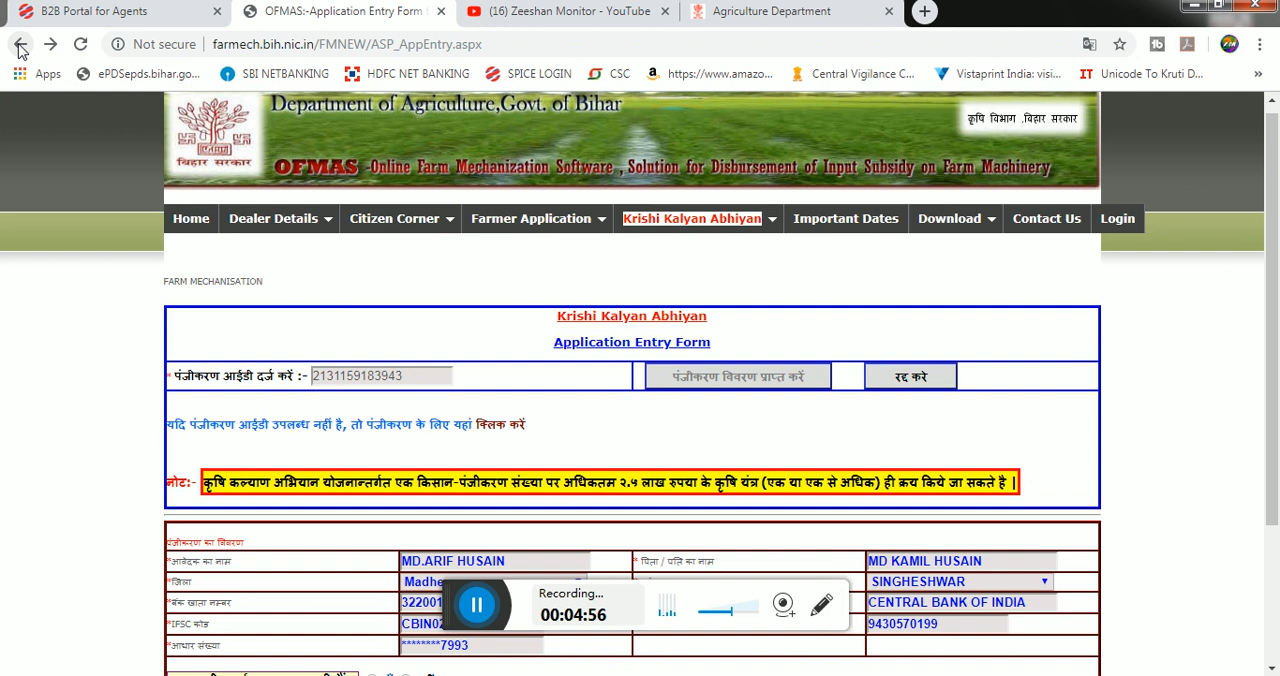 B2B Portal for Agents
OFMAS:-Application Entry Form
(16) Zeeshan Monitor - YouTube
Agriculture Department
Not secure
farmech.bih.nic.in/FMNEW/ASP_AppEntry.aspx
Apps
ePDSepds.bihar.go...
SBI NETBANKING
HDFC NET BANKING
SPICE LOGIN
CSC
https://www.amazo...
Central Vigilance C...
Vistaprint India: visi...
Unicode To Kruti D...
Department of Agriculture,Govt. of Bihar
कृषि विभाग ,बिहार सरकार
बिहार सरकार
OFMAS -Online Farm Mechanization Software , Solution for Disbursement of Input Subsidy on Farm Machinery
Home
Dealer Details
Citizen Corner
Farmer Application
Krishi Kalyan Abhiyan
Important Dates
Download
Contact Us
Login
FARM MECHANISATION
Krishi Kalyan Abhiyan
Application Entry Form
* पंजीकरण आईडी दर्ज करें :- 2131159183943
पंजीकरण विवरण प्राप्त करें
रद्द करे
यदि पंजीकरण आईडी उपलब्ध नहीं है, तो पंजीकरण के लिए यहां क्लिक करें
नोट:- कृषि कल्याण अभियान योजनान्तर्गत एक किसान-पंजीकरण संख्या पर अधिकतम २.५ लाख रुपया के कृषि यंत्र (एक या एक से अधिक) ही क्रय किये जा सकते है |
पंजीकरण का विवरण
*आवेदक का नाम MD.ARIF HUSAIN * पिता / पति का नाम MD KAMIL HUSAIN
*जिला Madhe SINGHESHWAR
*बैंक खाता नम्बर 322001 CENTRAL BANK OF INDIA
*IFSC कोड CBIN02 9430570199
*आधार संख्या ********7993
Recording...
00:04:56